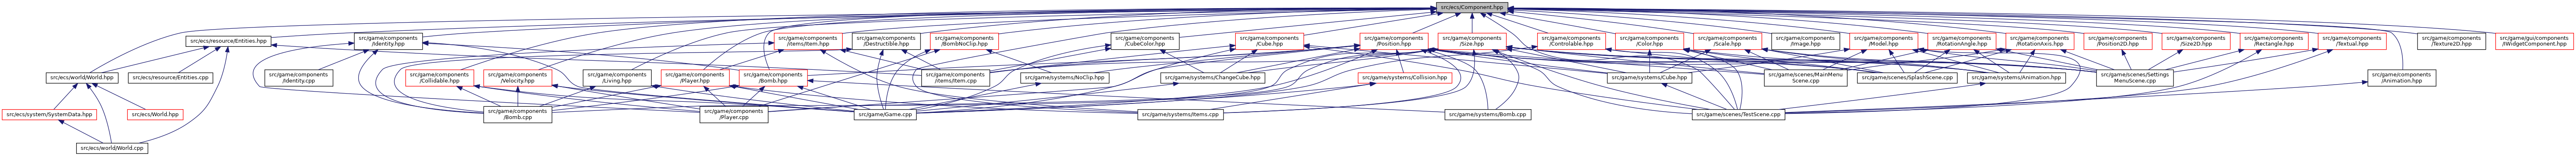 src/ecs/Component.hpp
src/ecs/resource/Entities.hpp
src/game/components
/Identity.hpp
src/game/components
/items/Item.hpp
src/game/components
/Destructible.hpp
src/game/components
/BombNoClip.hpp
src/game/components
/CubeColor.hpp
src/game/components
/Cube.hpp
src/game/components
/Position.hpp
src/game/components
/Size.hpp
src/game/components
/Controlable.hpp
src/game/components
/Color.hpp
src/game/components
/Scale.hpp
src/game/components
/Image.hpp
src/game/components
/Model.hpp
src/game/components
/RotationAngle.hpp
src/game/components
/RotationAxis.hpp
src/game/components
/Position2D.hpp
src/game/components
/Size2D.hpp
src/game/components
/Rectangle.hpp
src/game/components
/Textual.hpp
src/game/components
/Texture2D.hpp
src/game/gui/components
/IWidgetComponent.hpp
src/ecs/world/World.hpp
src/ecs/resource/Entities.cpp
src/game/components
/Identity.cpp
src/game/components
/Collidable.hpp
src/game/components
/Velocity.hpp
src/game/components
/Living.hpp
src/game/components
/Player.hpp
src/game/components
/Bomb.hpp
src/game/components
/items/Item.cpp
src/game/systems/NoClip.hpp
src/game/systems/ChangeCube.hpp
src/game/systems/Collision.hpp
src/game/systems/Cube.hpp
src/game/scenes/MainMenu
Scene.cpp
src/game/scenes/SplashScene.cpp
src/game/systems/Animation.hpp
src/game/scenes/Settings
MenuScene.cpp
src/game/components
/Animation.hpp
src/ecs/system/SystemData.hpp
src/ecs/World.hpp
src/game/components
/Bomb.cpp
src/game/components
/Player.cpp
src/game/Game.cpp
src/game/systems/Items.cpp
src/game/systems/Bomb.cpp
src/game/scenes/TestScene.cpp
src/ecs/world/World.cpp